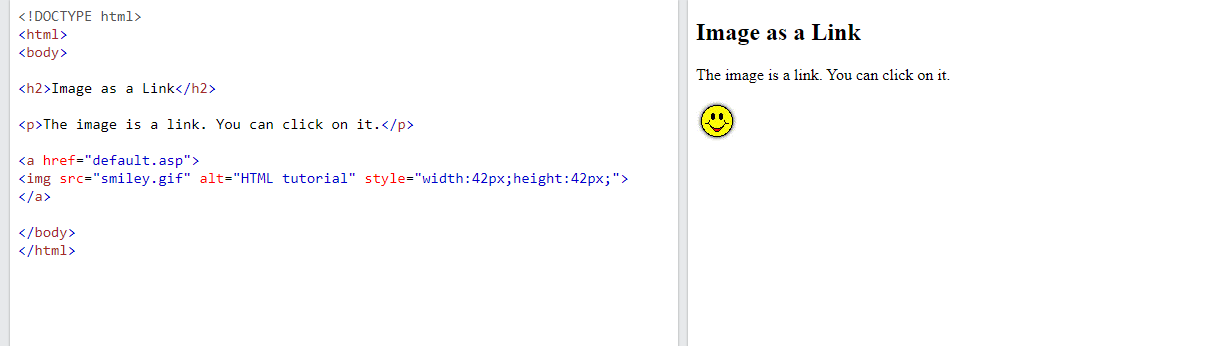 <!DOCTYPE html>
<html>
<body>
<h2>Image as a Link</h2>
<p>The image is a link. You can click on it.</p>
<a href="default.asp">
<img src="smiley.gif" alt="HTML tutorial" style="width:42px;height:42px;">
</a>
</body>
</html>
Image as a Link
The image is a link. You can click on it.